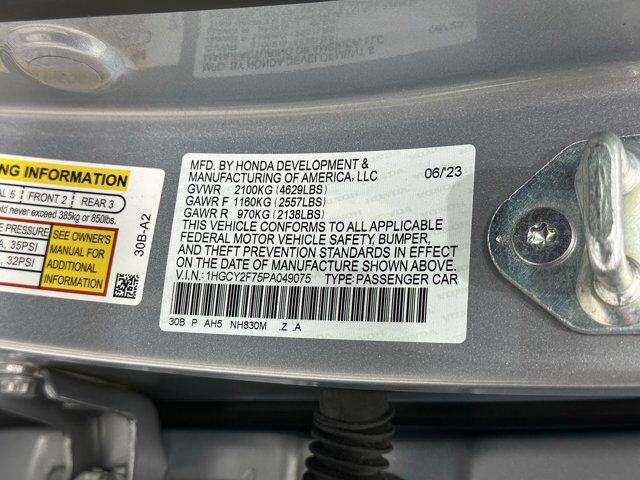 MFD. BY HONDA DEVELOPMENT &
MANUFACTURING OF AMERICA, LLC 06/'23
GVWR 2100KG (4629LBS)
GAWR F 1160KG (2557LBS)
GAWR R 970KG (2138LBS)
THIS VEHICLE CONFORMS TO ALL APPLICABLE
FEDERAL MOTOR VEHICLE SAFETY, BUMPER,
AND THEFT PREVENTION STANDARDS IN EFFECT
ON THE DATE OF MANUFACTURE SHOWN ABOVE.
V.I.N.: 1HGCY2F75PA049075 TYPE: PASSENGER CAR
30B P AH5 NH830M .Z .A
ING INFORMATION
AL 5 FRONT 2 REAR 3
never exceed 385kg or 850lbs.
PRESSURE
A, 35PSI
, 32PSI
SEE OWNER'S
MANUAL FOR
ADDITIONAL
INFORMATION
30B-A2